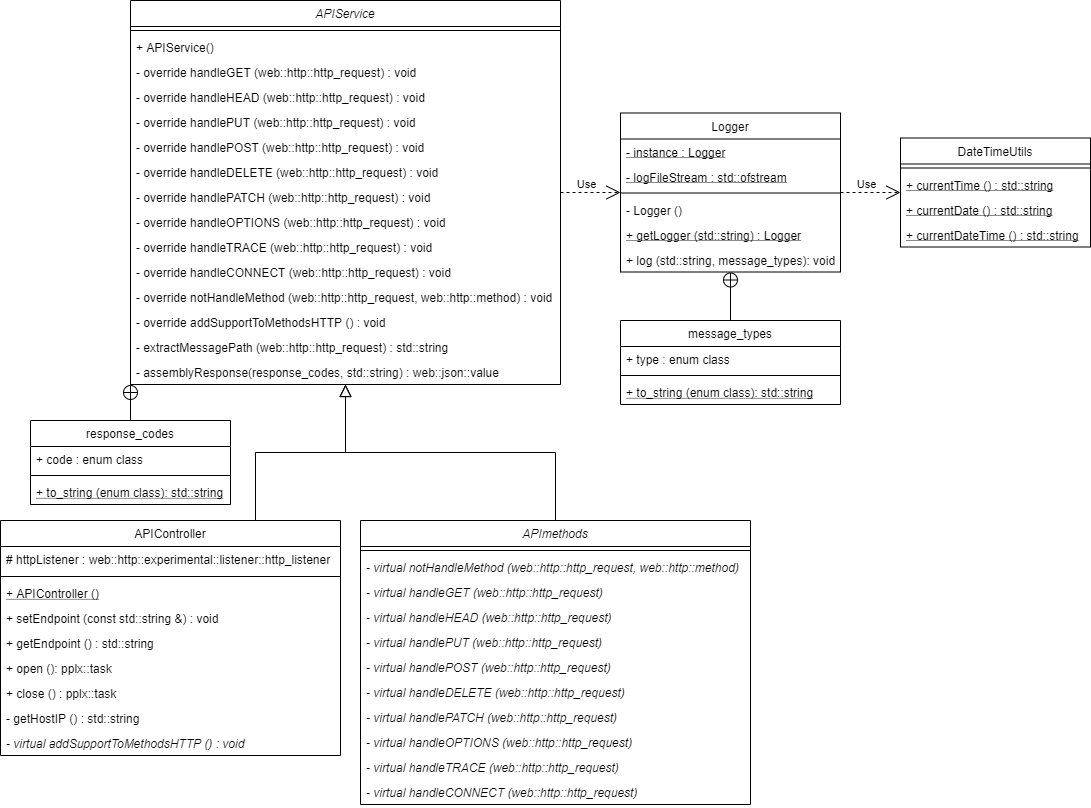 APIService
+ APIService()
- override handleGET (web::http::http_request) : void
- override handleHEAD (web::http::http_request) : void
- override handlePUT (web::http::http_request) : void
- override handlePOST (web::http::http_request) : void
- override handleDELETE (web::http::http_request) : void
- override handlePATCH (web::http::http_request) : void
- override handleOPTIONS (web::http::http_request) : void
- override handleTRACE (web::http::http_request) : void
- override handleCONNECT (web::http::http_request) : void
- override notHandleMethod (web::http::http_request, web::http::method) : void
- override addSupportToMethodsHTTP () : void
- extractMessagePath (web::http::http_request) : std::string
- assemblyResponse(response_codes, std::string) : web::json::value
Use
Logger
- instance : Logger
- logFileStream : std::ofstream
- Logger ()
+ getLogger (std::string) : Logger
+ log (std::string, message_types): void
Use
DateTimeUtils
+ currentTime () : std::string
+ currentDate () : std::string
+ currentDateTime () : std::string
message_types
+ type : enum class
+ to_string (enum class): std::string
response_codes
+ code : enum class
+ to_string (enum class): std::string
APIController
# httpListener : web::http::experimental::listener::http_listener
+ APIController ()
+ setEndpoint (const std::string &) : void
+ getEndpoint () : std::string
+ open (): pplx::task
+ close () : pplx::task
- getHostIP () : std::string
- virtual addSupportToMethodsHTTP () : void
APImethods
- virtual notHandleMethod (web::http::http_request, web::http::method)
- virtual handleGET (web::http::http_request)
- virtual handleHEAD (web::http::http_request)
- virtual handlePUT (web::http::http_request)
- virtual handlePOST (web::http::http_request)
- virtual handleDELETE (web::http::http_request)
- virtual handlePATCH (web::http::http_request)
- virtual handleOPTIONS (web::http::http_request)
- virtual handleTRACE (web::http::http_request)
- virtual handleCONNECT (web::http::http_request)